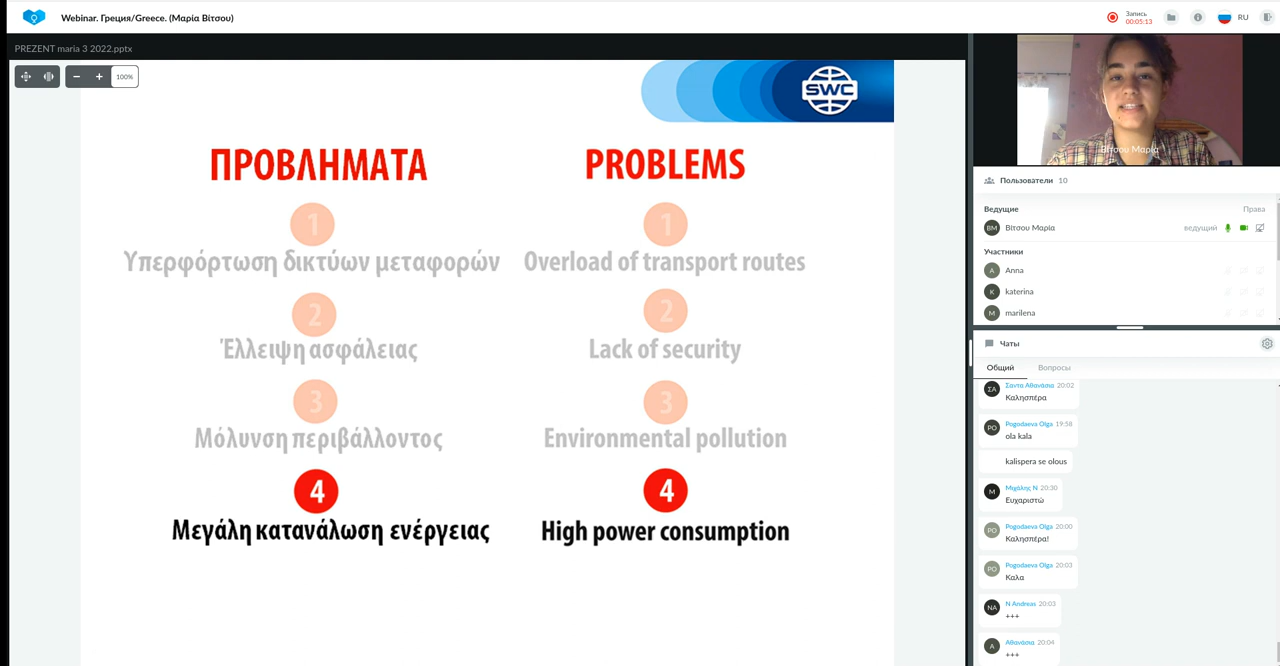 Webinar. Греция/Greece. (Μαρία Βίτσου)
Запись
00:05:13
RU
PREZENT maria 3 2022.pptx
100%
SWC
ΠΡΟΒΛΗΜΑΤΑ
1
Υπερφόρτωση δικτύων μεταφορών
2
Έλλειψη ασφάλειας
3
Μόλυνση περιβάλλοντος
4
Μεγάλη κατανάλωση ενέργειας
PROBLEMS
1
Overload of transport routes
2
Lack of security
3
Environmental pollution
4
High power consumption
Βίτσου Μαρία
Пользователи 10
Ведущие Права
ВМ Βίτσου Μαρία ведущий
Участники
A Anna
K katerina
M marilena
Чаты
Общий Вопросы
ΣΑ Σαντα Αθανάσια 20:02
Καλησπέρα
PO Pogodaeva Olga 19:58
ola kala
kalispera se olous
M Μιχάλης Ν 20:30
Ευχαριστώ
PO Pogodaeva Olga 20:00
Καλησπέρα!
PO Pogodaeva Olga 20:03
Καλα
NA N Andreas 20:03
+++
A Αθανάσια 20:04
+++